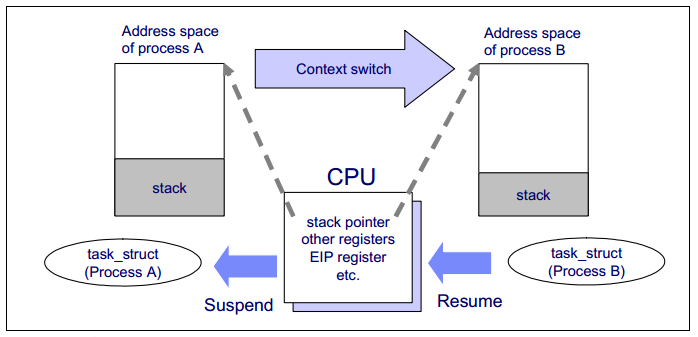 Address space
of process A
Context switch
Address space
of process B
stack
stack
CPU
stack pointer
other registers
EIP register
etc.
task_struct
(Process A)
task_struct
(Process B)
Suspend
Resume